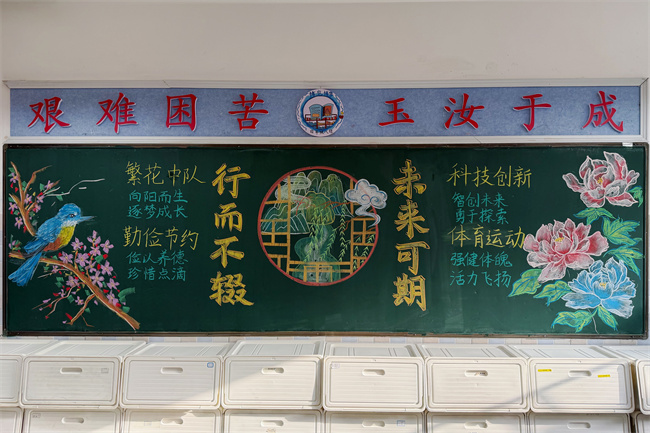 艰难困苦 玉汝于成
繁花中队
向阳而生
逐梦成长
勤俭节约
俭以养德
珍惜点滴
行而不辍
未来可期
科技创新
智创未来
勇于探索
体育运动
强健体魄
活力飞扬